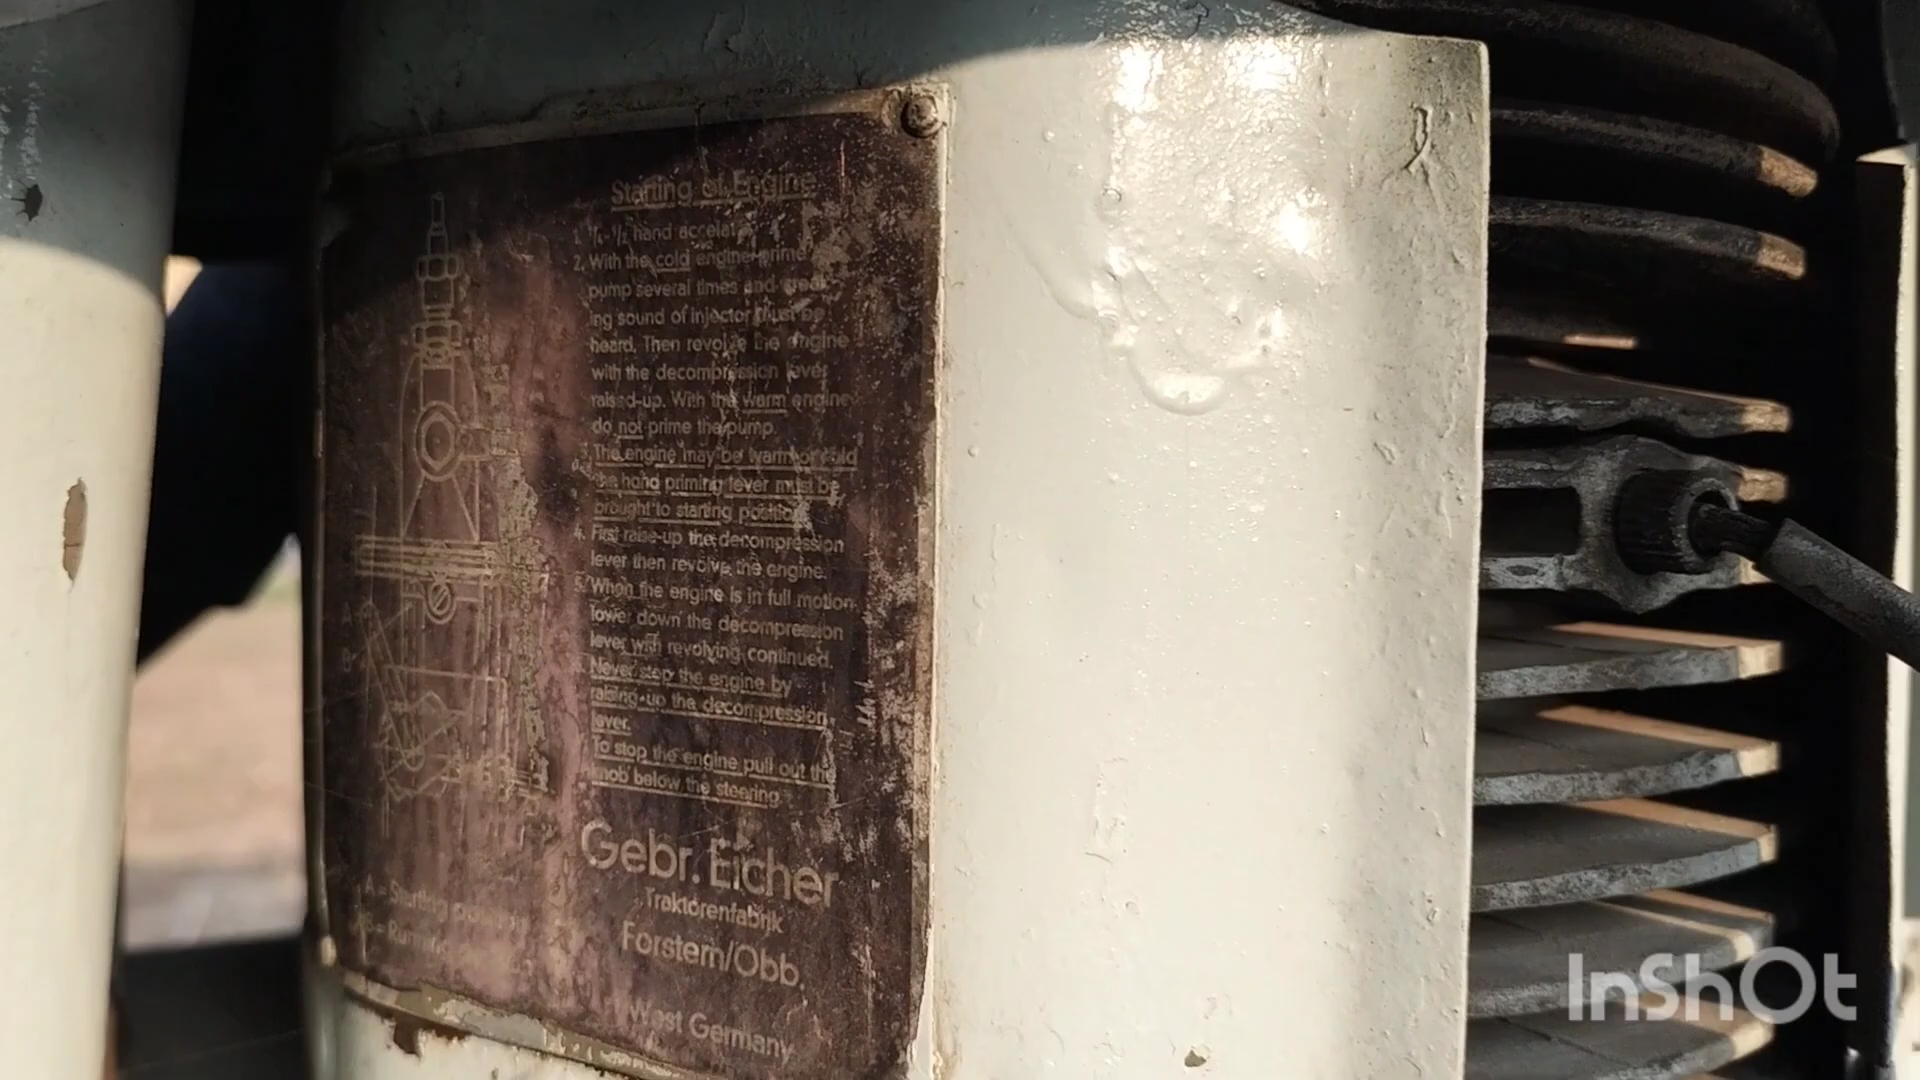 Starting of Engine
1. 1/4-1/2 hand accelat
2. With the cold engine prime
pump several times and
ing sound of injector must be
heard. Then revolve the engine
with the decompression lever
raised-up. With the warm engine
do not prime the pump.
3. The engine may be warm or cold
the hand priming lever must be
brought to starting position
4. First raise-up the decompression
lever then revolve the engine.
5. When the engine is in full motion
lower down the decompression
lever with revolving continued.
Never stop the engine by
raising-up the decompression
lever.
To stop the engine pull out the
knob below the steering
A
B
A = Starting position
B = Running
Gebr. Eicher
Traktorenfabrik
Forstern/Obb.
West Germany
InShOt